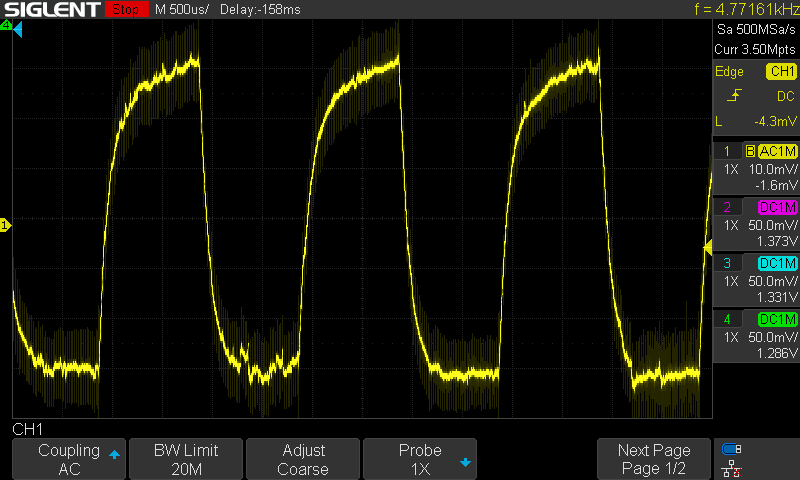 SIGLENT Stop M 500us/ Delay:-158ms f = 4.77161kHz
Sa 500MSa/s
Curr 3.50Mpts
Edge CH1
DC
L -4.3mV
1 B AC1M
1X 10.0mV/
-1.6mV
2 DC1M
1X 50.0mV/
1.373V
3 DC1M
1X 50.0mV/
1.331V
4 DC1M
1X 50.0mV/
1.286V
4
1
CH1
Coupling
AC
BW Limit
20M
Adjust
Coarse
Probe
1X
Next Page
Page 1/2